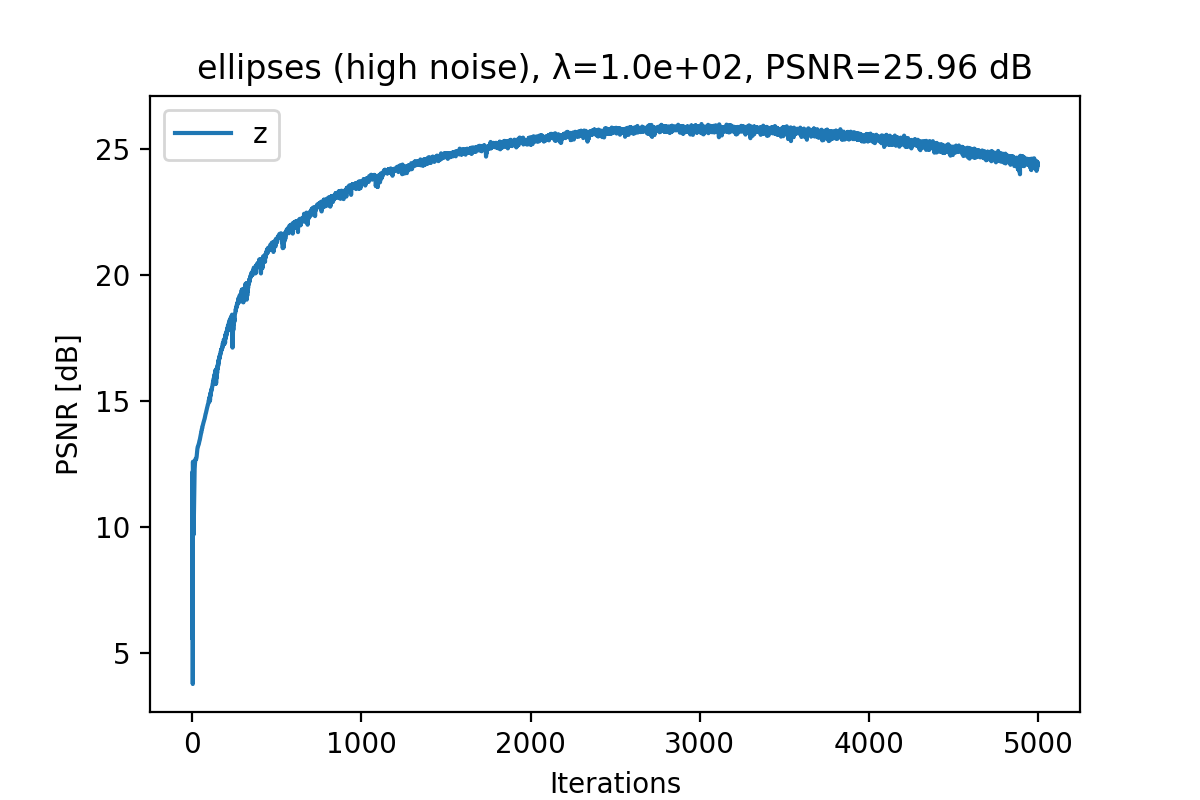 ellipses (high noise), λ=1.0e+02, PSNR=25.96 dB
z
PSNR [dB]
25
20
15
10
5
0 1000 2000 3000 4000 5000
Iterations